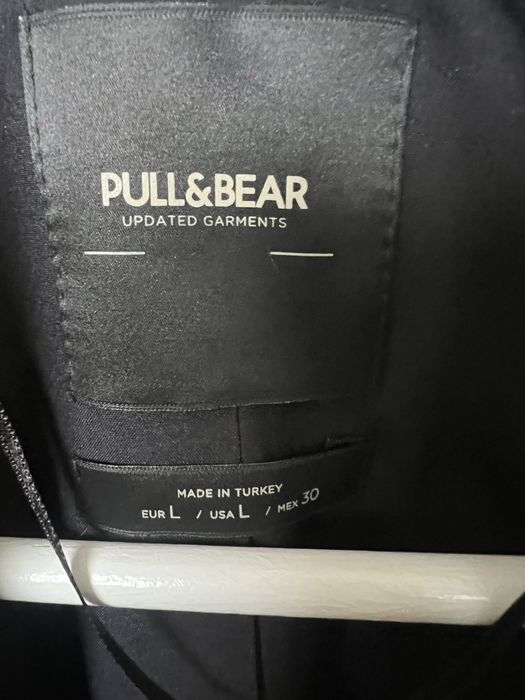 PULL&BEAR
UPDATED GARMENTS
MADE IN TURKEY
EUR L / USA L / MEX 30